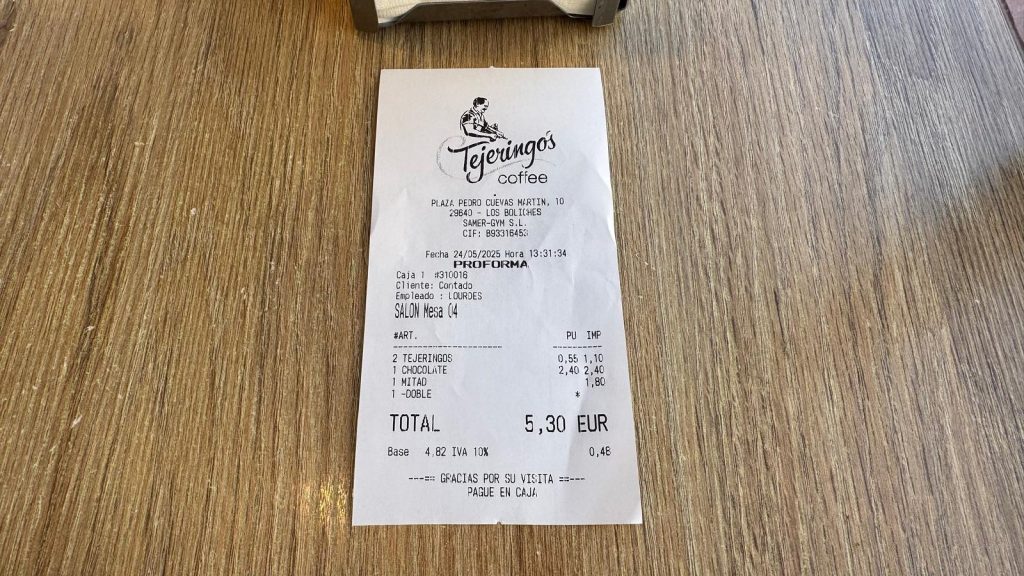 Tejeringo's
coffee
PLAZA PEDRO CUEVAS MARTIN, 10
29640 - LOS BOLICHES
SAMER-GYM S.L.
CIF: B93316453
Fecha 24/05/2025 Hora 13:31:34
PROFORMA
Caja 1 #310016
Cliente: Contado
Empleado : LOURDES
SALON Mesa 04
#ART. PU IMP
2 TEJERINGOS 0,55 1,10
1 CHOCOLATE 2,40 2,40
1 MITAD 1,80
1 -DOBLE *
TOTAL 5,30 EUR
Base 4,82 IVA 10% 0,48
---== GRACIAS POR SU VISITA ==---
PAGUE EN CAJA